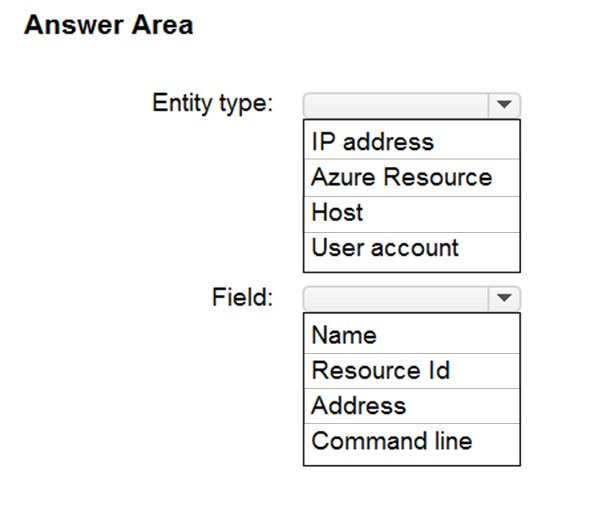 Answer Area
Entity type:
IP address
Azure Resource
Host
User account
Field:
Name
Resource Id
Address
Command line